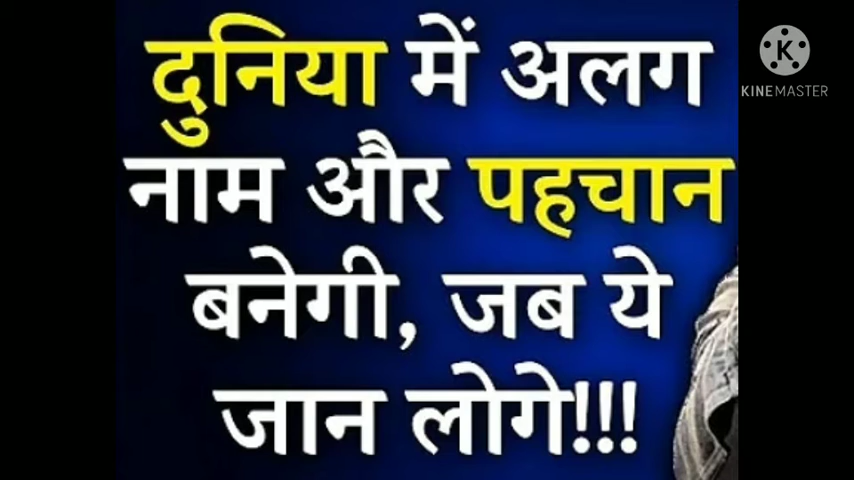 दुनिया में अलग
नाम और पहचान
बनेगी, जब ये
जान लोगे!!!
K
KINEMASTER